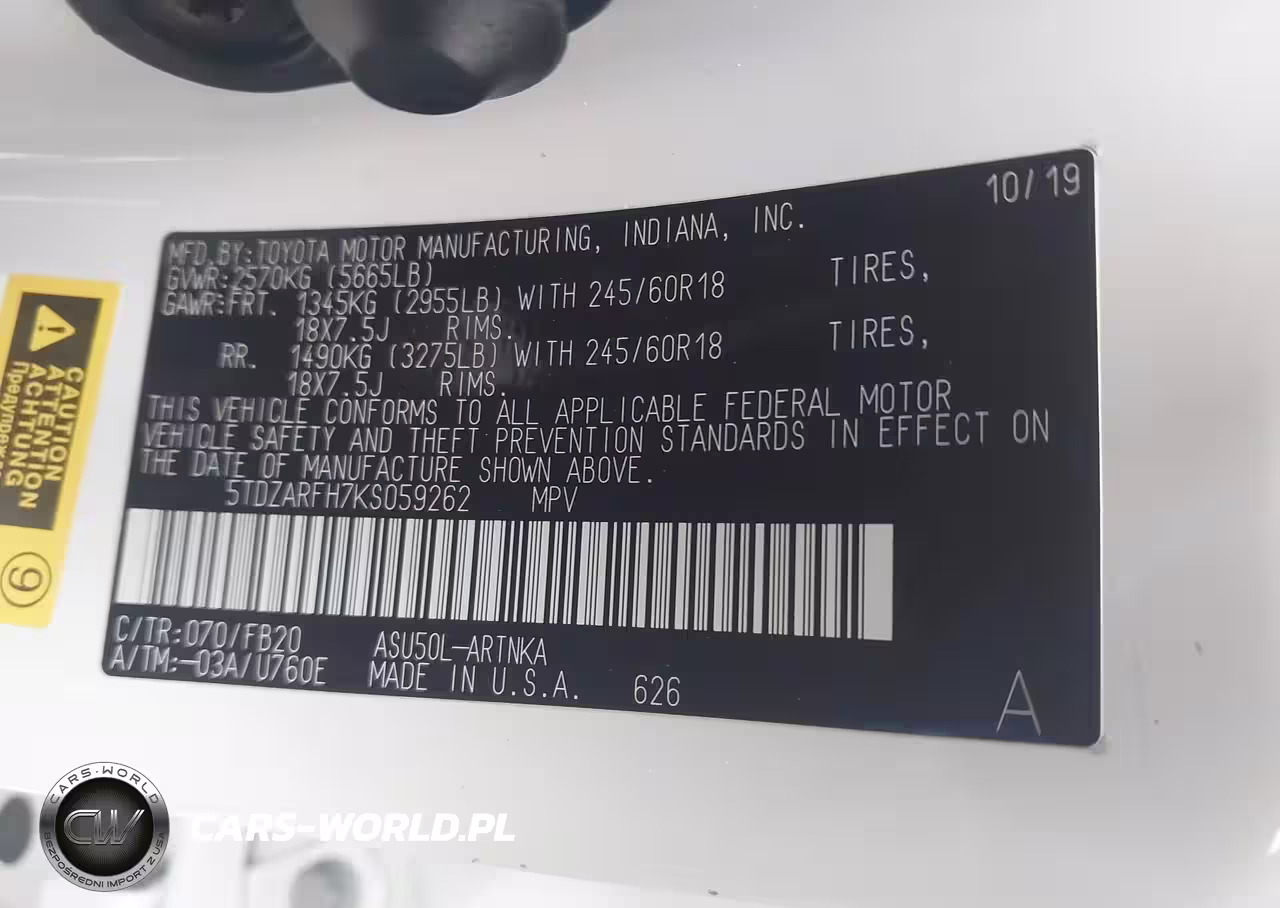 10/19
MFD.BY:TOYOTA MOTOR MANUFACTURING, INDIANA, INC.
GVWR:2570KG (5665LB)
GAWR:FRT. 1345KG (2955LB) WITH 245/60R18 TIRES,
18X7.5J RIMS.
RR. 1490KG (3275LB) WITH 245/60R18 TIRES,
18X7.5J RIMS.
THIS VEHICLE CONFORMS TO ALL APPLICABLE FEDERAL MOTOR
VEHICLE SAFETY AND THEFT PREVENTION STANDARDS IN EFFECT ON
THE DATE OF MANUFACTURE SHOWN ABOVE.
5TDZARFH7KS059262 MPV
C/TR:070/FB20 ASU50L-ARTNKA
A/TM:-03A/U760E MADE IN U.S.A. 626
A
CAUTION
ATTENTION
ACHTUNG
9
CARS-WORLD
CW
BEZPOŚREDNI IMPORT Z USA
CARS-WORLD.PL